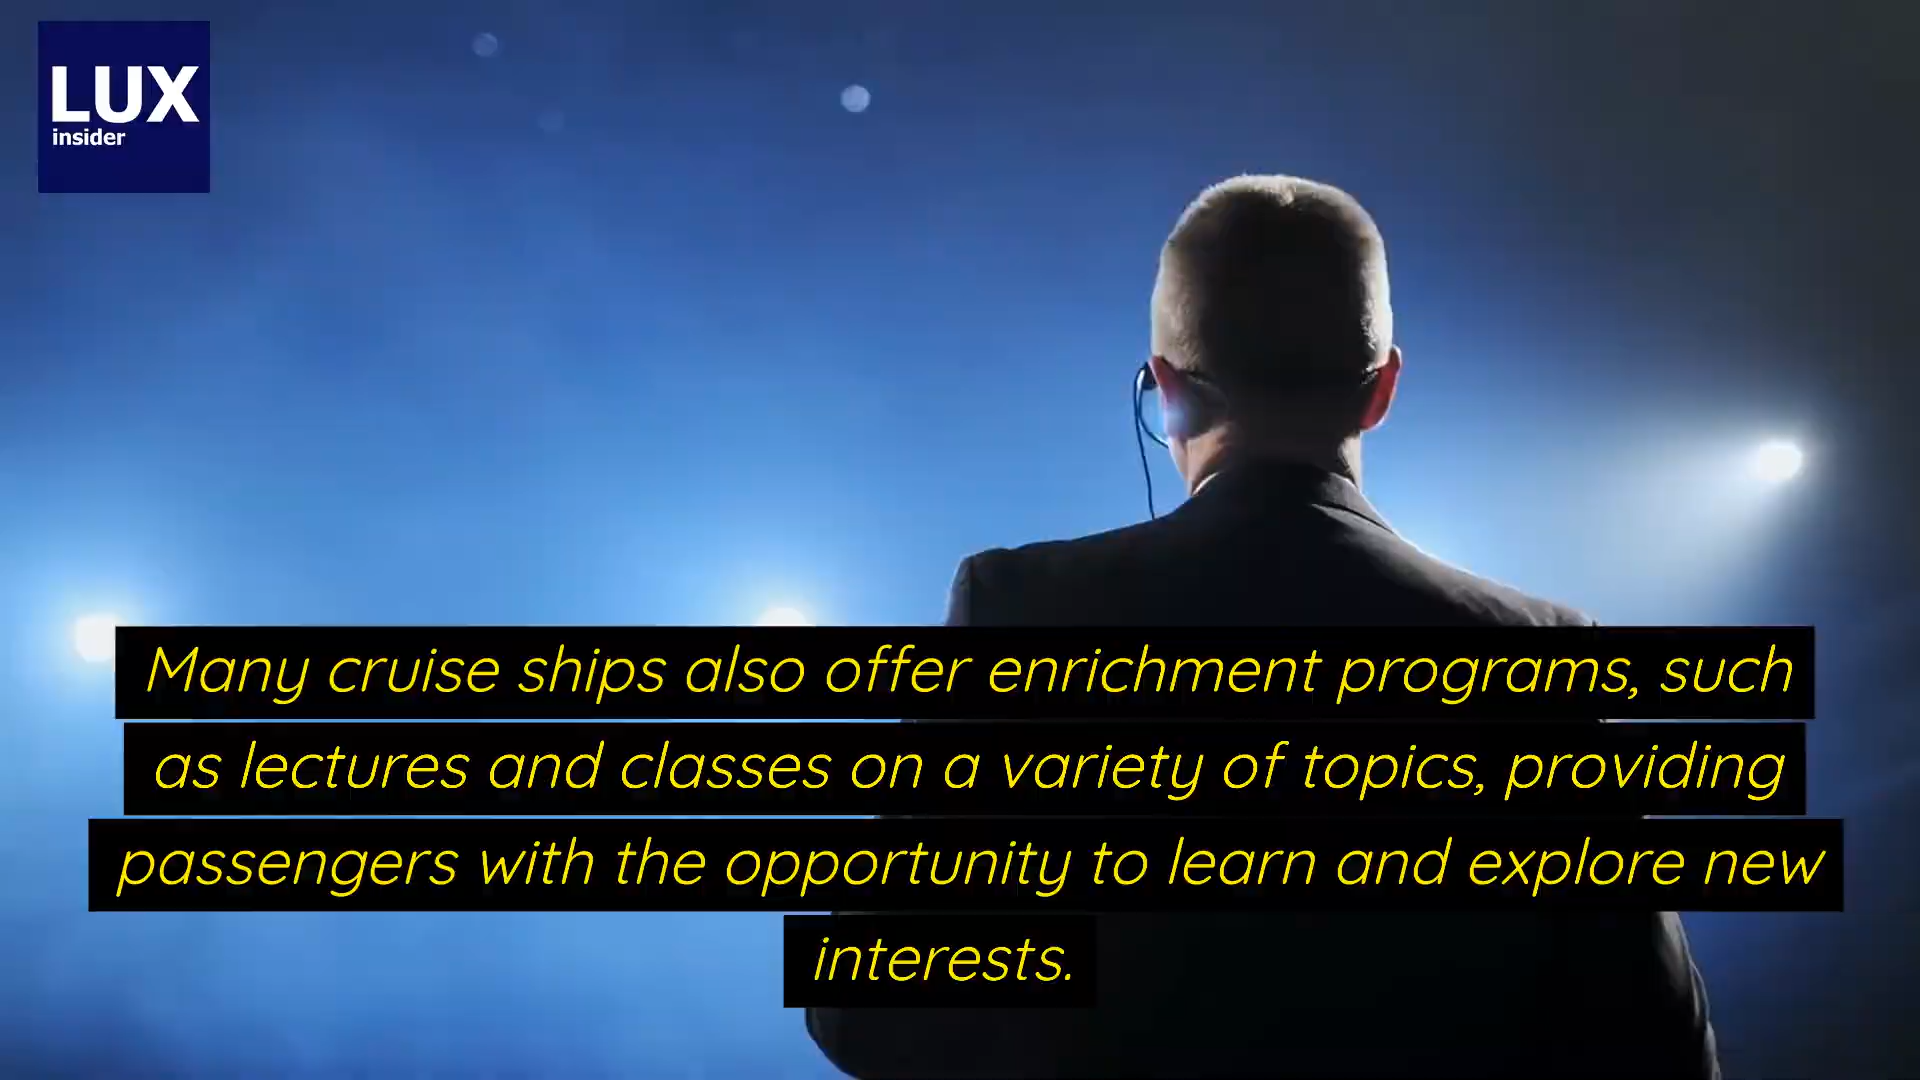 LUX
insider
Many cruise ships also offer enrichment programs, such
as lectures and classes on a variety of topics, providing
passengers with the opportunity to learn and explore new
interests.